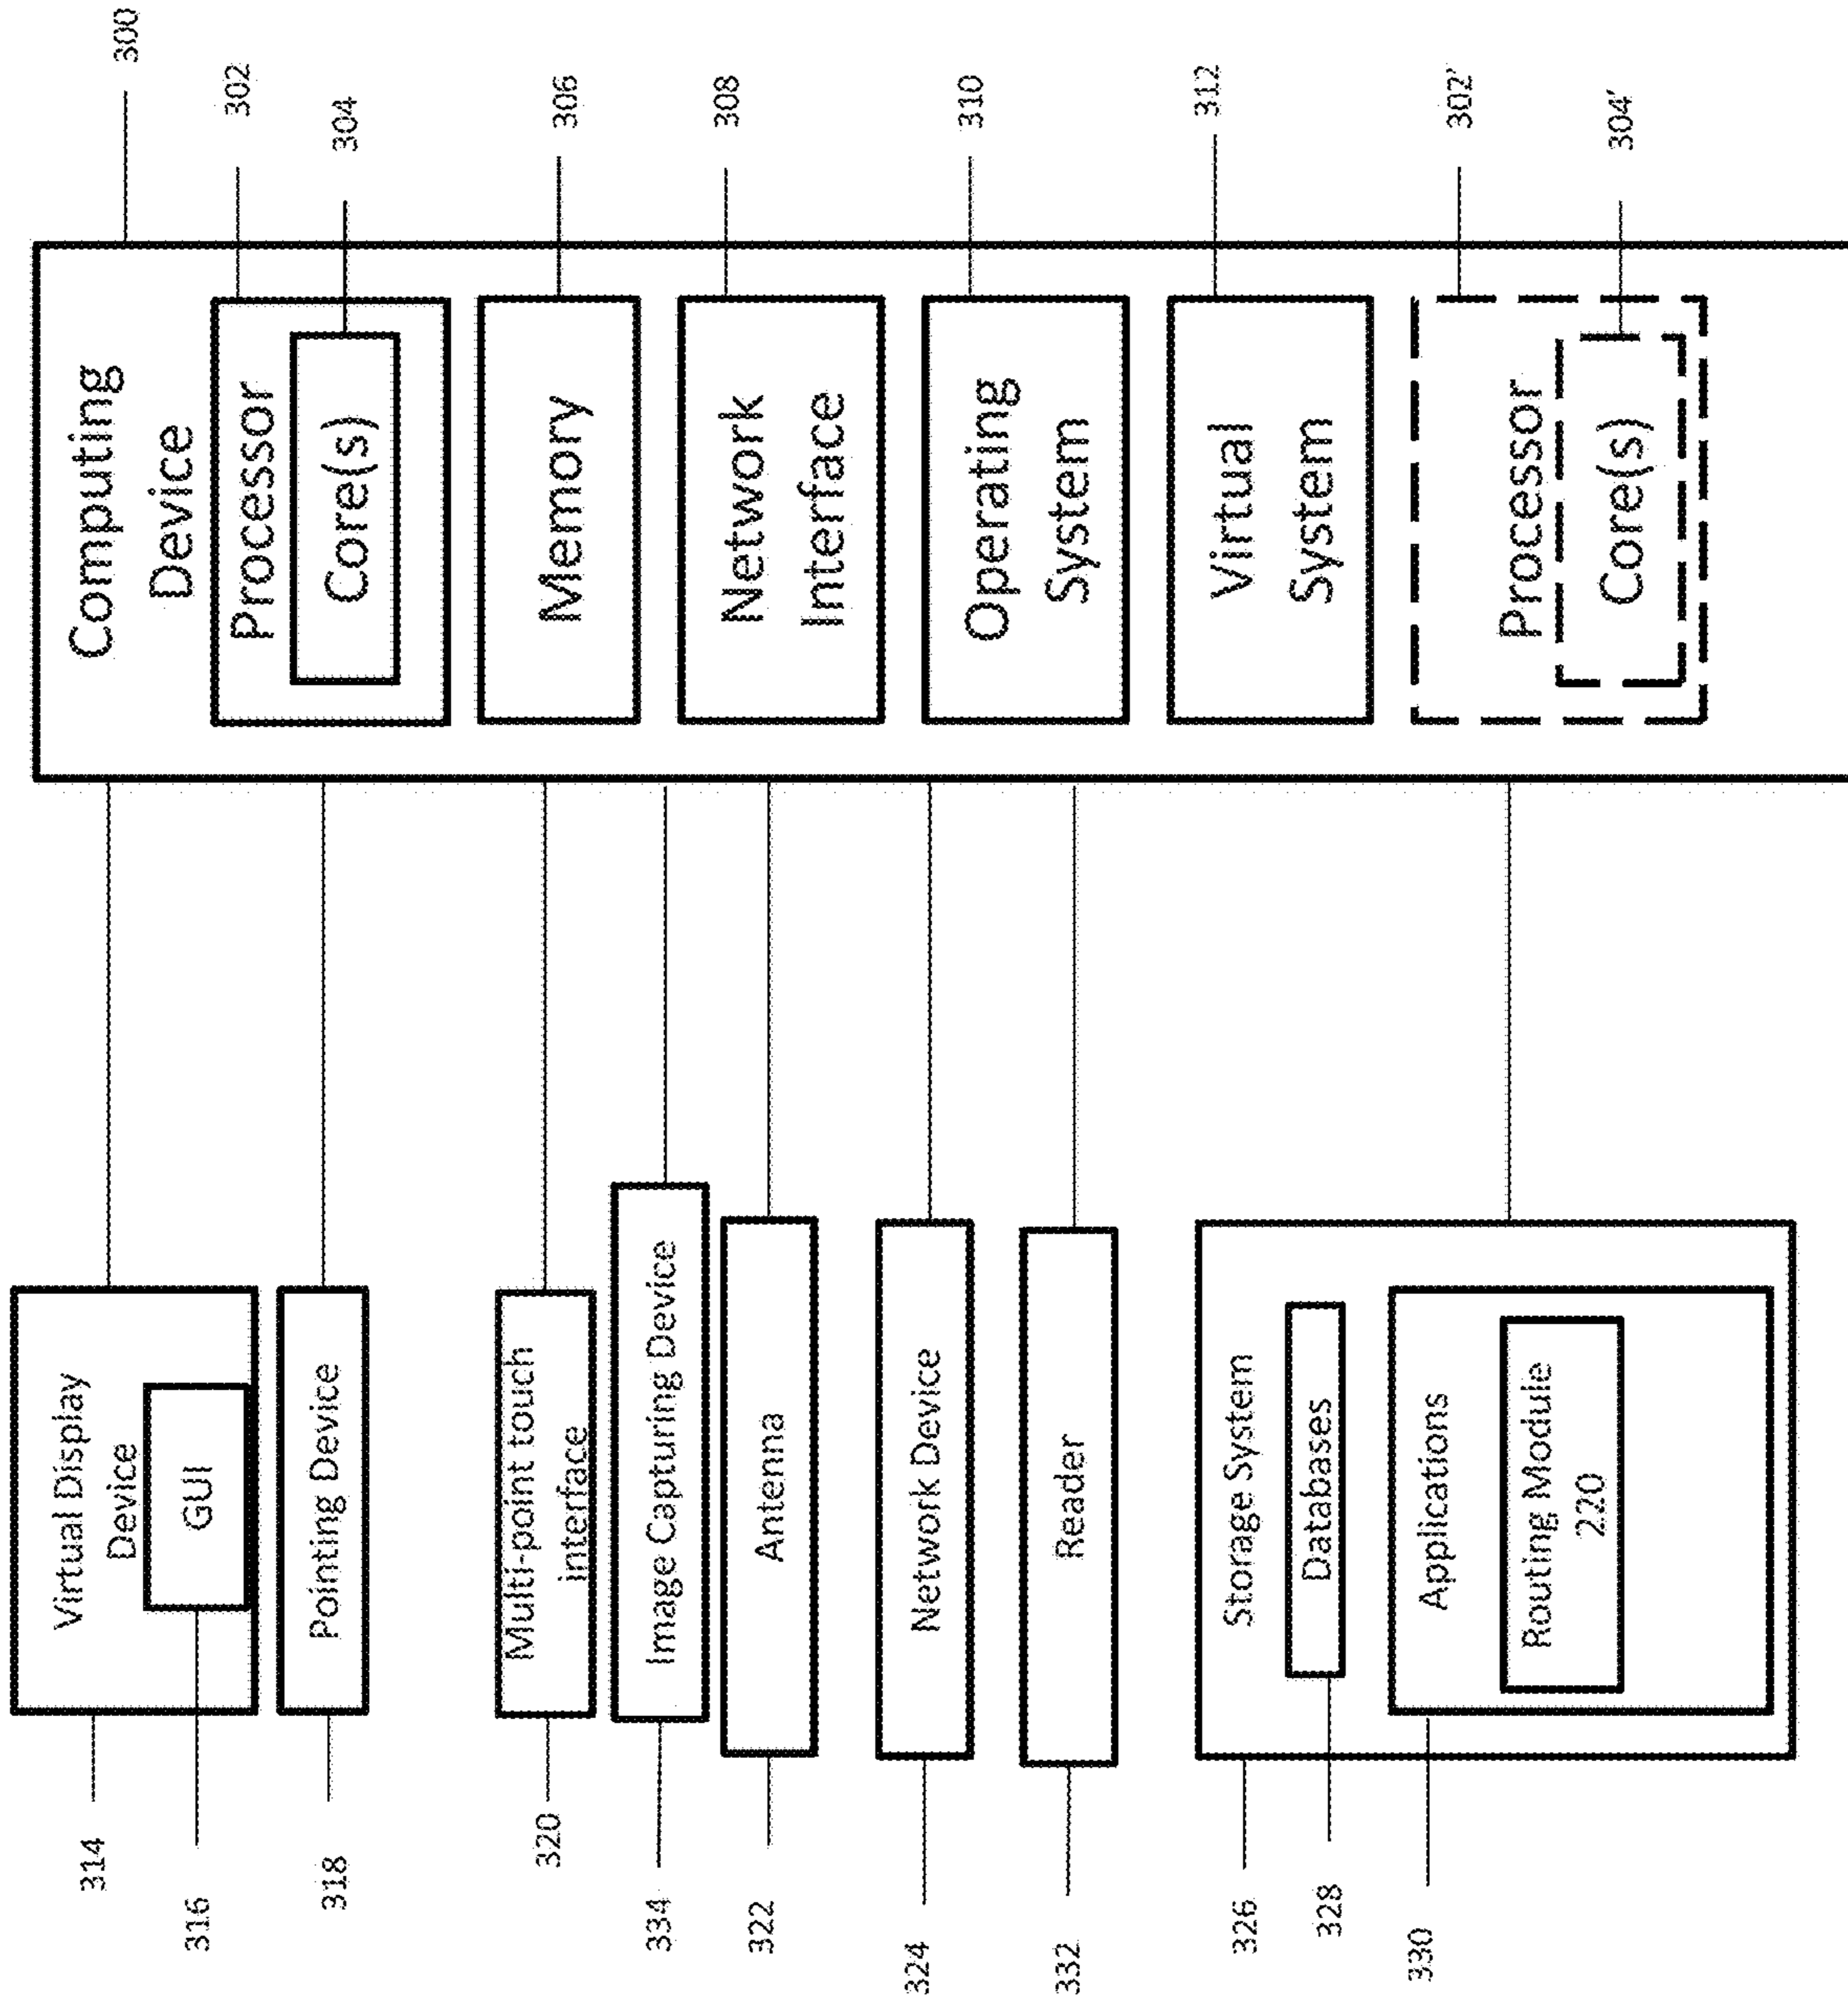 314
Virtual Display
Device
316
GUI
318
Pointing Device
320
Multi-point touch
interface
334
Image Capturing Device
322
Antenna
324
Network Device
332
Reader
326
Storage System
328
Databases
330
Applications
Routing Module
220
Computing
Device
300
Processor
302
Core(s)
304
Memory
306
Network
Interface
308
Operating
System
310
Virtual
System
312
Processor
302'
Core(s)
304'